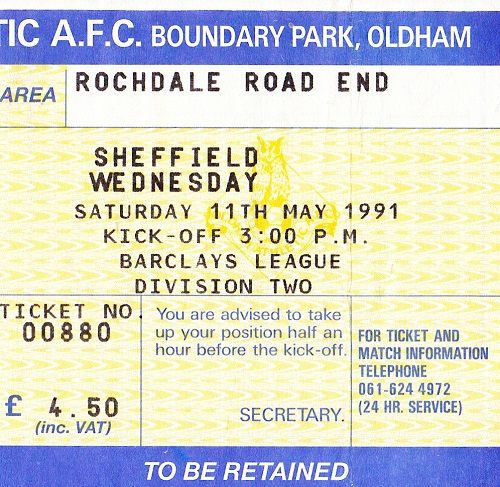 TIC A.F.C. BOUNDARY PARK, OLDHAM
AREA ROCHDALE ROAD END
SHEFFIELD
WEDNESDAY
SATURDAY 11TH MAY 1991
KICK-OFF 3:00 P.M.
BARCLAYS LEAGUE
DIVISION TWO
TICKET NO.
00880
£ 4.50
(inc. VAT)
You are advised to take
up your position half an
hour before the kick-off.
SECRETARY.
FOR TICKET AND
MATCH INFORMATION
TELEPHONE
061-624 4972
(24 HR. SERVICE)
TO BE RETAINED